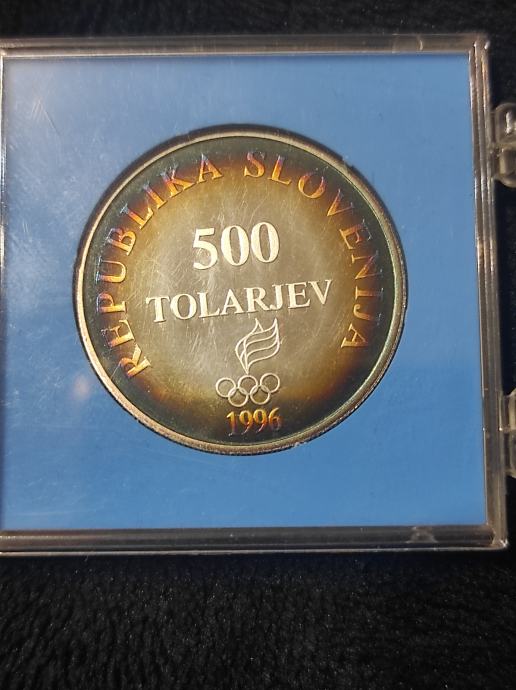 REPUBLIKA SLOVENIJA
500
TOLARJEV
1996